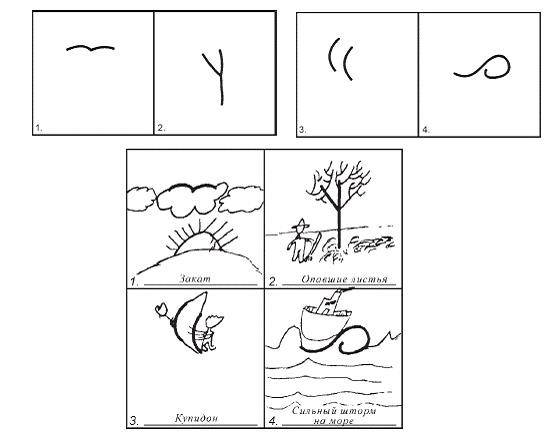 1.
2.
3.
4.
1. Закат
2. Опавшие листья
3. Купидон
4. Сильный шторм
на море